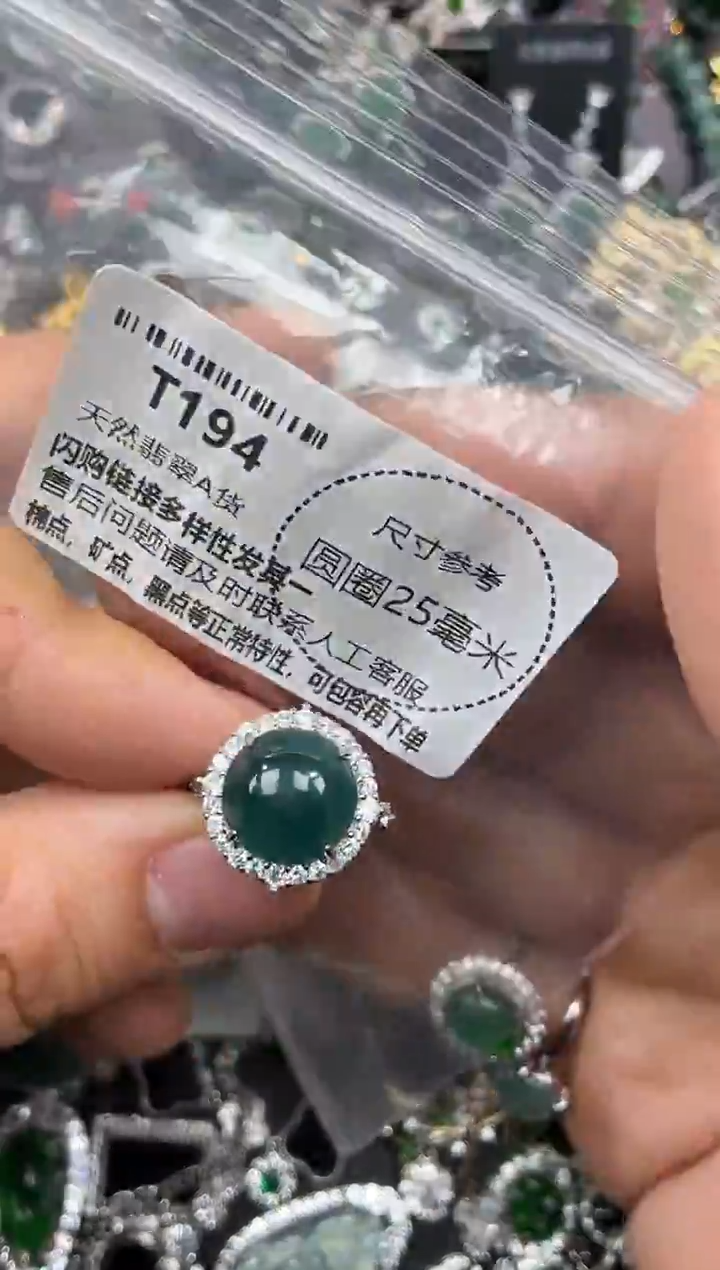 T194
天然翡翠A货
闪购链接多样性发其一
售后问题请及时联系人工客服
棉点，矿点，黑点等正常特性，可包容再下单
尺寸参考
圆圈25毫米